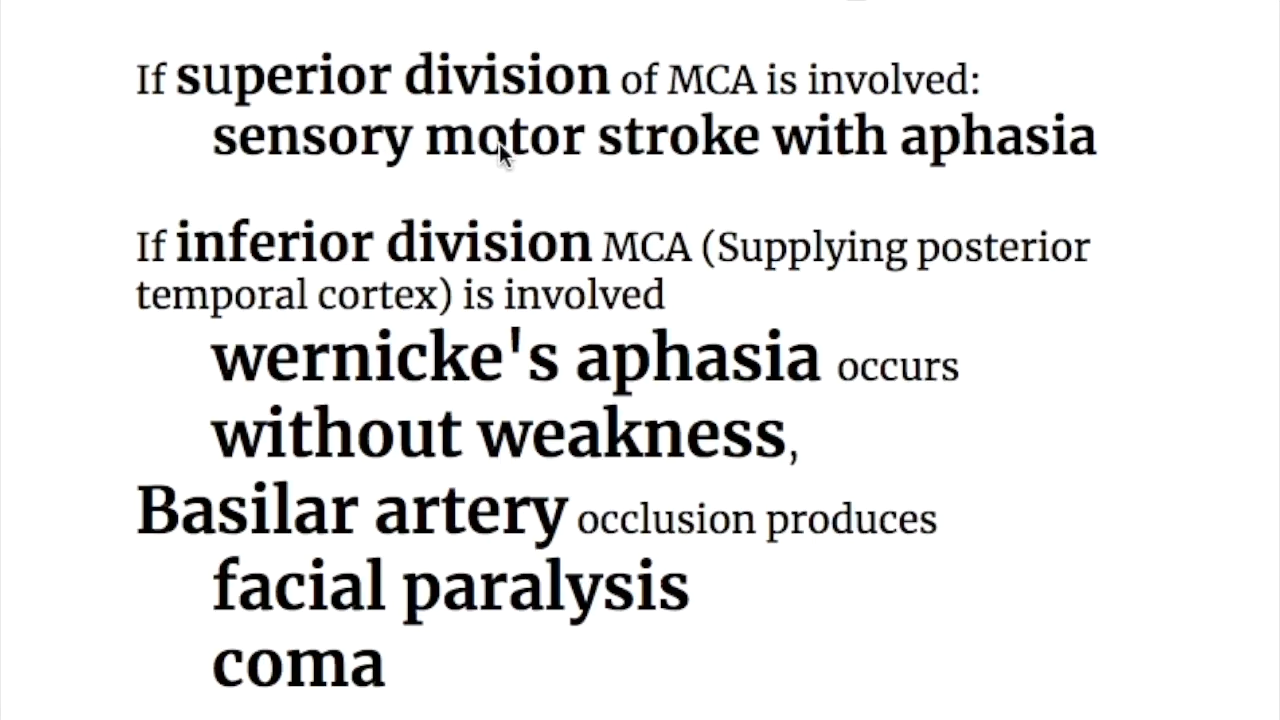 If superior division of MCA is involved:
sensory motor stroke with aphasia
If inferior division MCA (Supplying posterior
temporal cortex) is involved
wernicke's aphasia occurs
without weakness,
Basilar artery occlusion produces
facial paralysis
coma